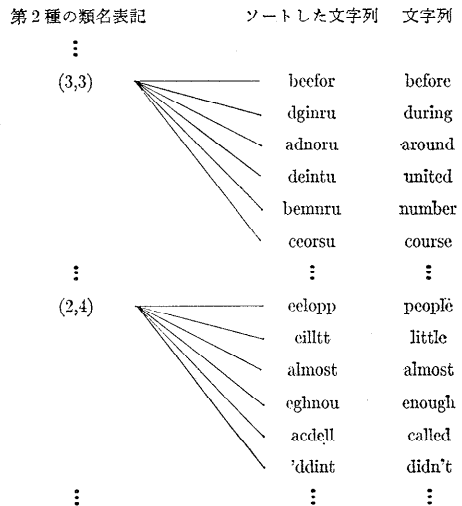 第２種の類名表記 ソートした文字列 文字列
⋮
(3,3) beefor before
dginru during
adnoru around
deintu united
bemnru number
ceorsu course
⋮ ⋮ ⋮
(2,4) eelopp people
eilltt little
almost almost
eghnou enough
acdell called
'ddint didn't
⋮ ⋮ ⋮